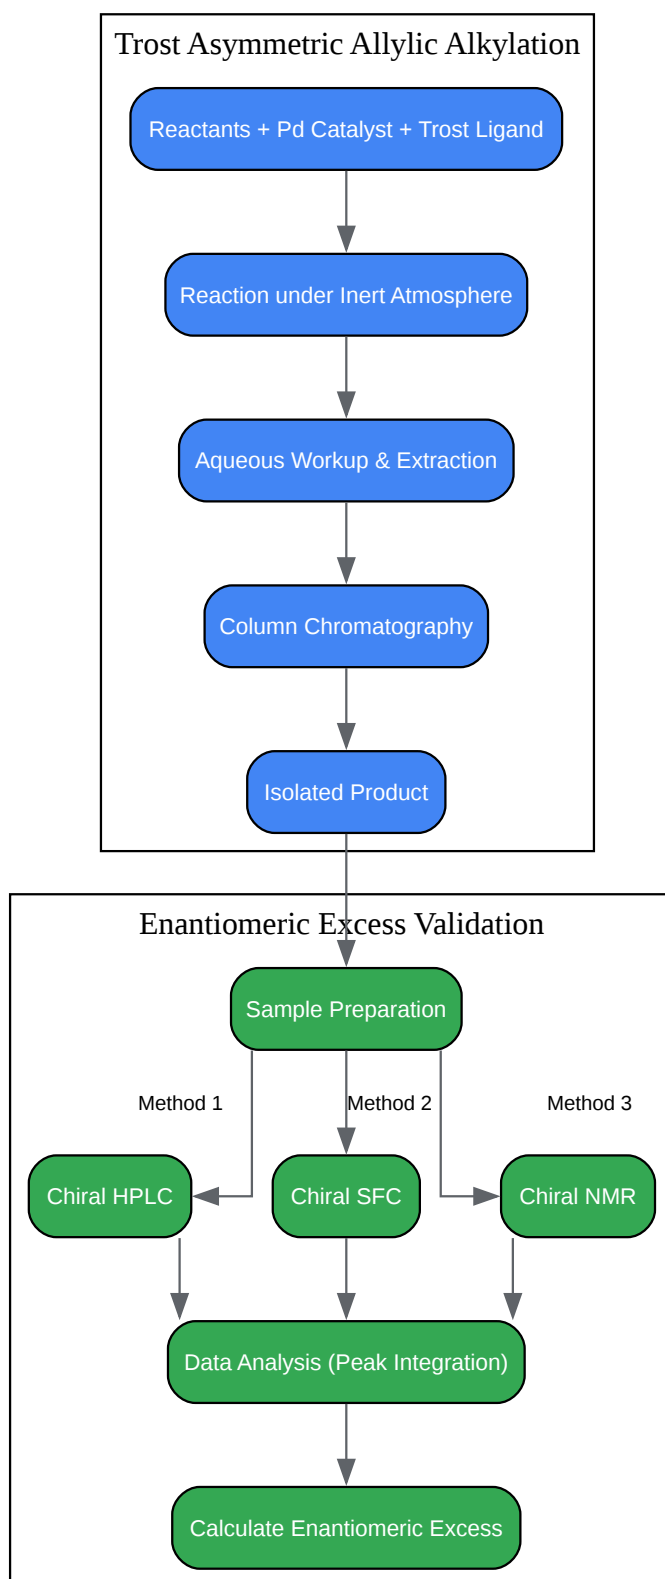 Trost Asymmetric Allylic Alkylation
Reactants + Pd Catalyst + Trost Ligand
Reaction under Inert Atmosphere
Aqueous Workup & Extraction
Column Chromatography
Isolated Product
Enantiomeric Excess Validation
Sample Preparation
Method 1
Method 2
Method 3
Chiral HPLC
Chiral SFC
Chiral NMR
Data Analysis (Peak Integration)
Calculate Enantiomeric Excess